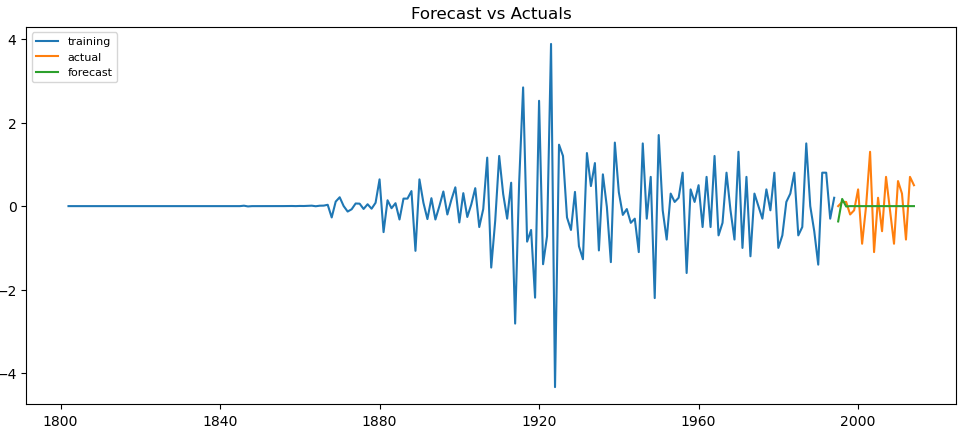 Forecast vs Actuals
training
actual
forecast
4
2
0
−2
−4
1800 1840 1880 1920 1960 2000